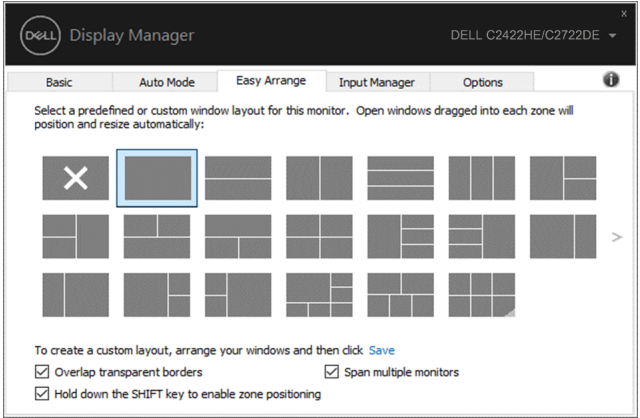 DELL Display Manager x
DELL C2422HE/C2722DE
Basic Auto Mode Easy Arrange Input Manager Options i
Select a predefined or custom window layout for this monitor. Open windows dragged into each zone will
position and resize automatically:
>
To create a custom layout, arrange your windows and then click Save
Overlap transparent borders Span multiple monitors
Hold down the SHIFT key to enable zone positioning